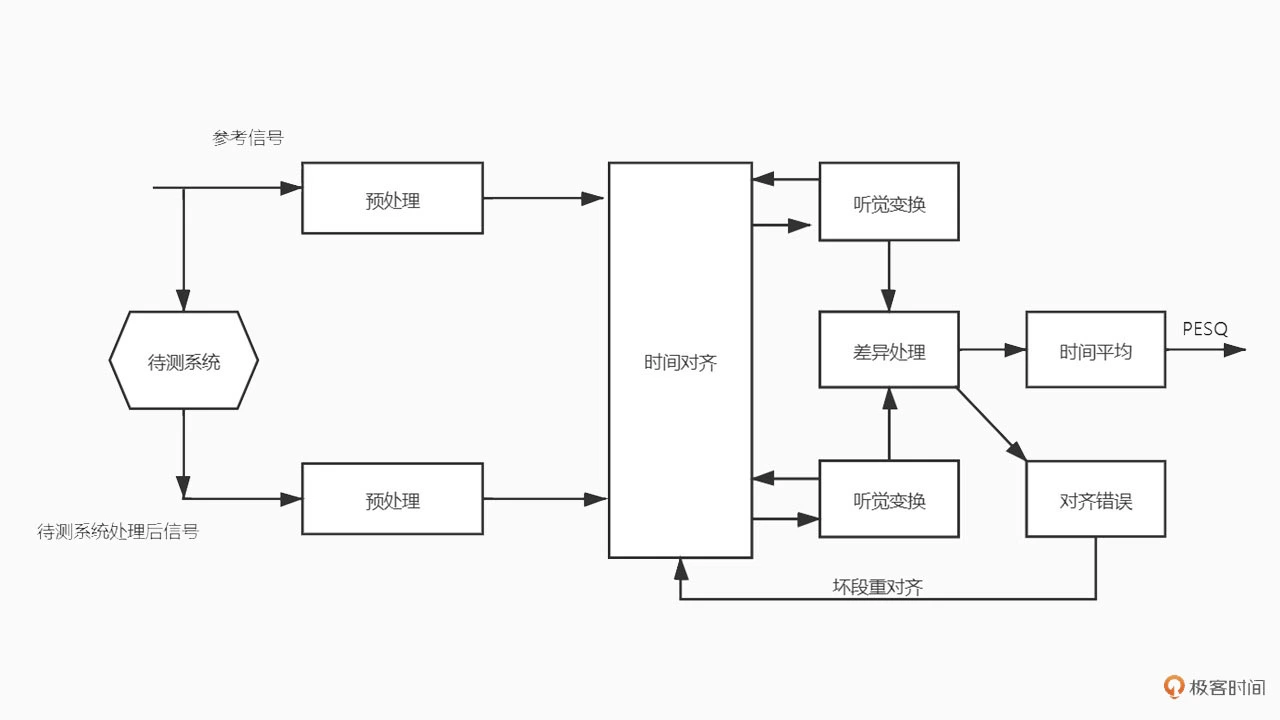 参考信号
预处理
听觉变换
待测系统
时间对齐
差异处理
时间平均
PESQ
预处理
听觉变换
对齐错误
待测系统处理后信号
坏段重对齐
极客时间